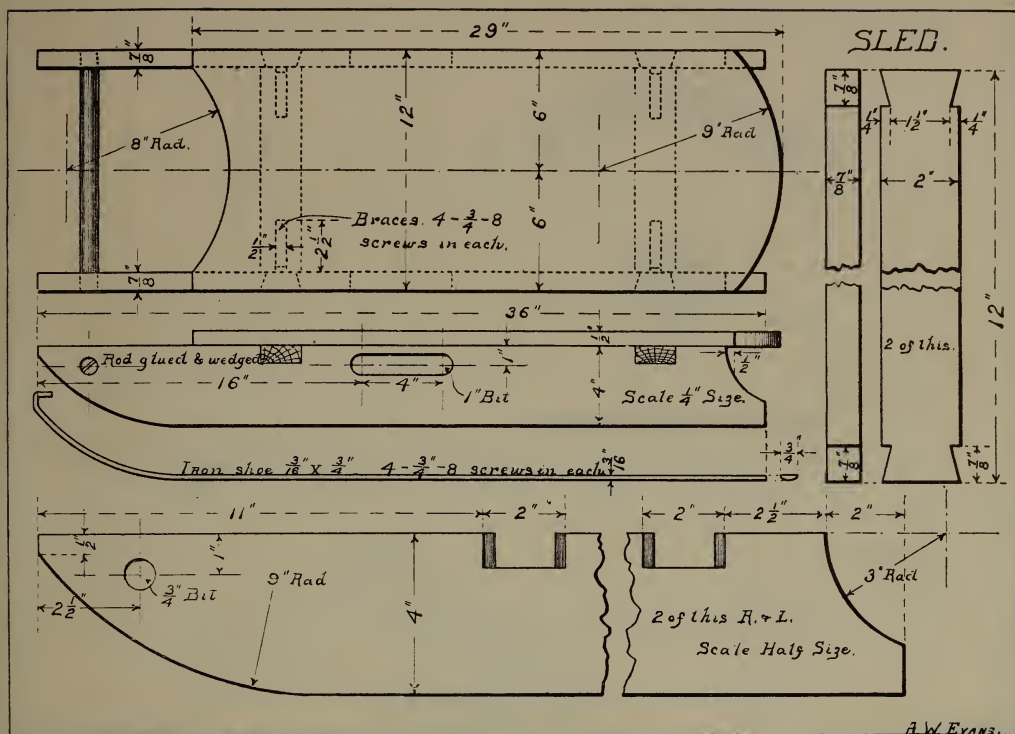 29"
SLED.
7/8"
8" Rad.
12"
6"
9" Rad.
6"
Braces. 4-3/4-8
screws in each.
1/2"
2 1/2"
7/8"
36"
1/2"
Rod glued & wedged
16"
4"
1"
1" Bit
4"
1/2"
Scale 1/4" Size.
Iron shoe 3/16" x 3/4" 4-3/4"-8 screws in each
3/16"
3/4"
7/8"
1/4"
1 1/2"
1/4"
7/8"
2"
12"
2 of this.
7/8"
7/8"
11"
2"
2"
2 1/2"
2"
1/2"
1"
3/4" Bit
2 1/2"
9" Rad
4"
3" Rad
2 of this R. & L.
Scale Half Size.
A.W. EVANS.